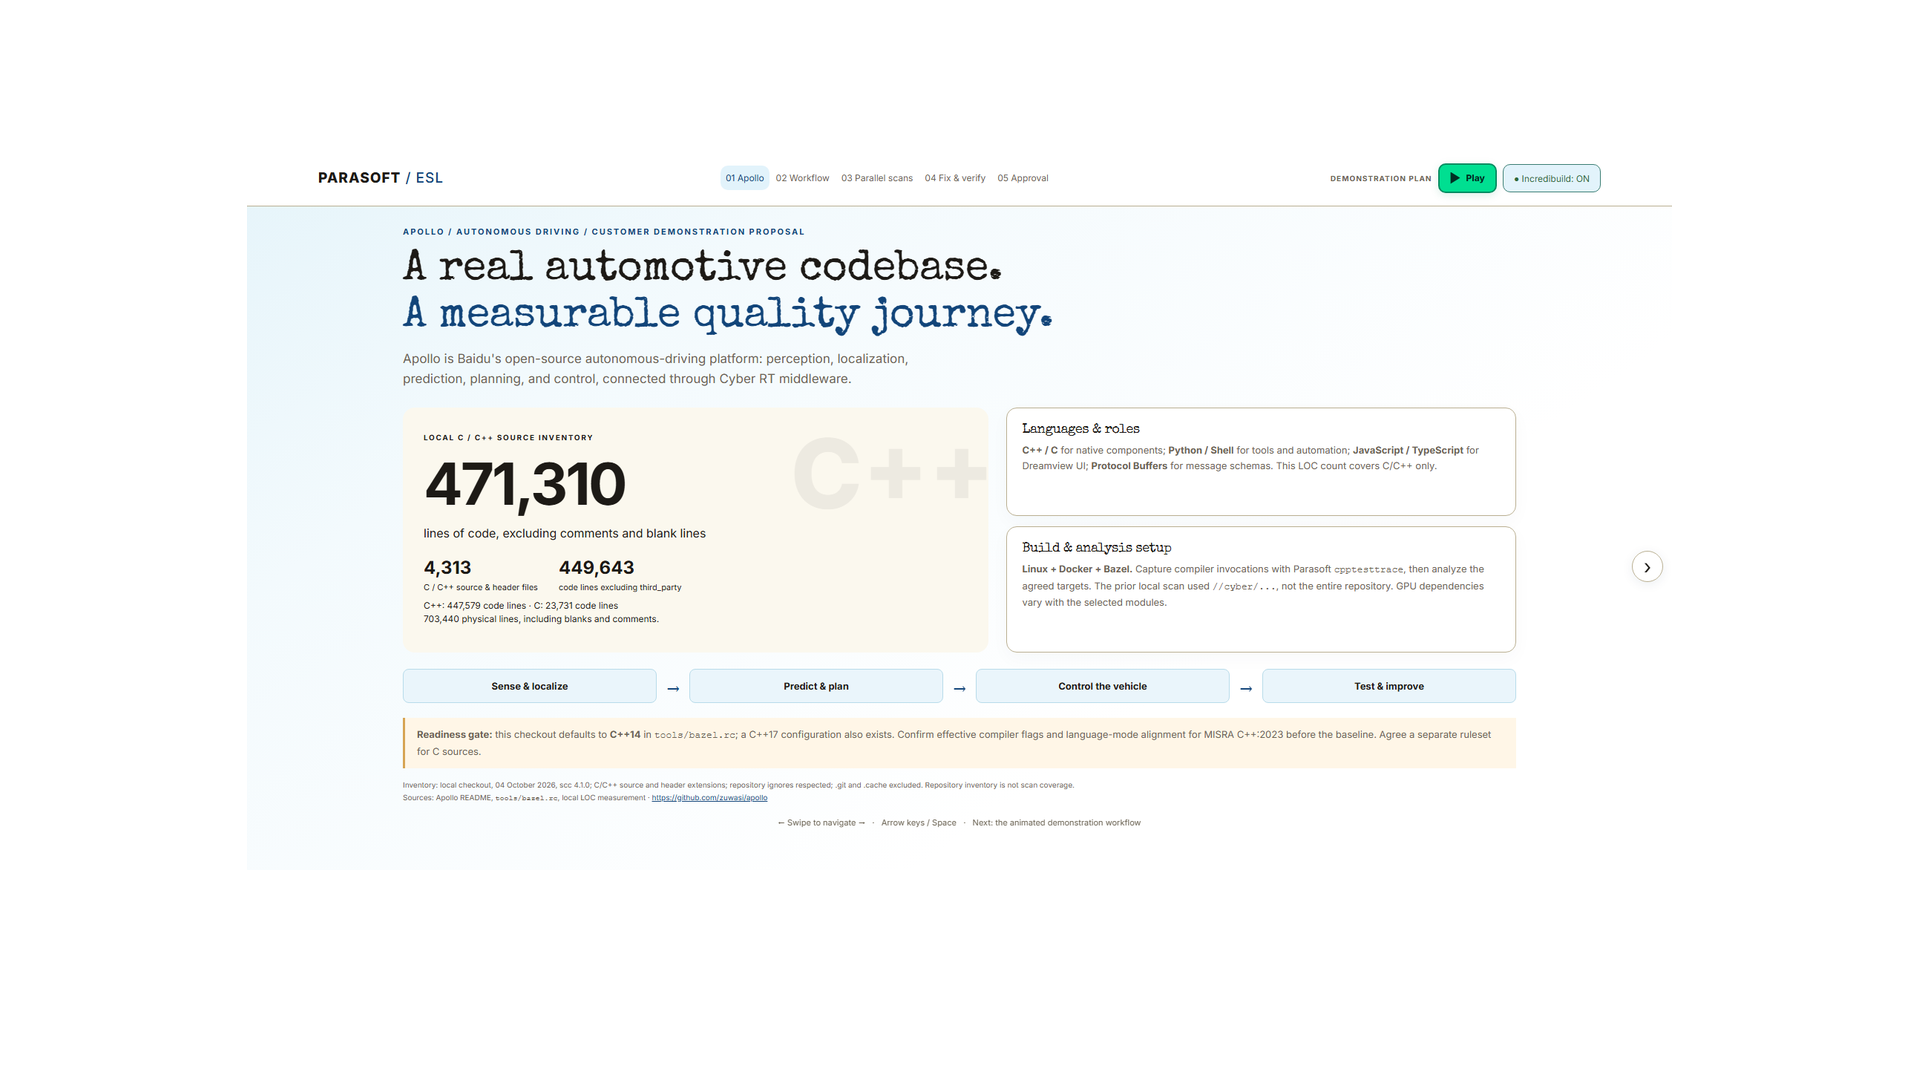 PARASOFT / ESL
01 Apollo 02 Workflow 03 Parallel scans 04 Fix & verify 05 Approval
DEMONSTRATION PLAN ▶ Play ● Incredibuild: ON
APOLLO / AUTONOMOUS DRIVING / CUSTOMER DEMONSTRATION PROPOSAL
A real automotive codebase.
A measurable quality journey.
Apollo is Baidu's open-source autonomous-driving platform: perception, localization,
prediction, planning, and control, connected through Cyber RT middleware.
LOCAL C / C++ SOURCE INVENTORY
C++
471,310
lines of code, excluding comments and blank lines
4,313 449,643
C / C++ source & header files code lines excluding third_party
C++: 447,579 code lines · C: 23,731 code lines
703,440 physical lines, including blanks and comments.
Languages & roles
C++ / C for native components; Python / Shell for tools and automation; JavaScript / TypeScript for
Dreamview UI; Protocol Buffers for message schemas. This LOC count covers C/C++ only.
Build & analysis setup
Linux + Docker + Bazel. Capture compiler invocations with Parasoft cpptesttrace, then analyze the
agreed targets. The prior local scan used //cyber/..., not the entire repository. GPU dependencies
vary with the selected modules.
›
Sense & localize → Predict & plan → Control the vehicle → Test & improve
Readiness gate: this checkout defaults to C++14 in tools/bazel.rc; a C++17 configuration also exists. Confirm effective compiler flags and language-mode alignment for MISRA C++:2023 before the baseline. Agree a separate ruleset
for C sources.
Inventory: local checkout, 04 October 2026, scc 4.1.0; C/C++ source and header extensions; repository ignores respected; .git and .cache excluded. Repository inventory is not scan coverage.
Sources: Apollo README, tools/bazel.rc, local LOC measurement · https://github.com/zuwasi/apollo
← Swipe to navigate → · Arrow keys / Space · Next: the animated demonstration workflow